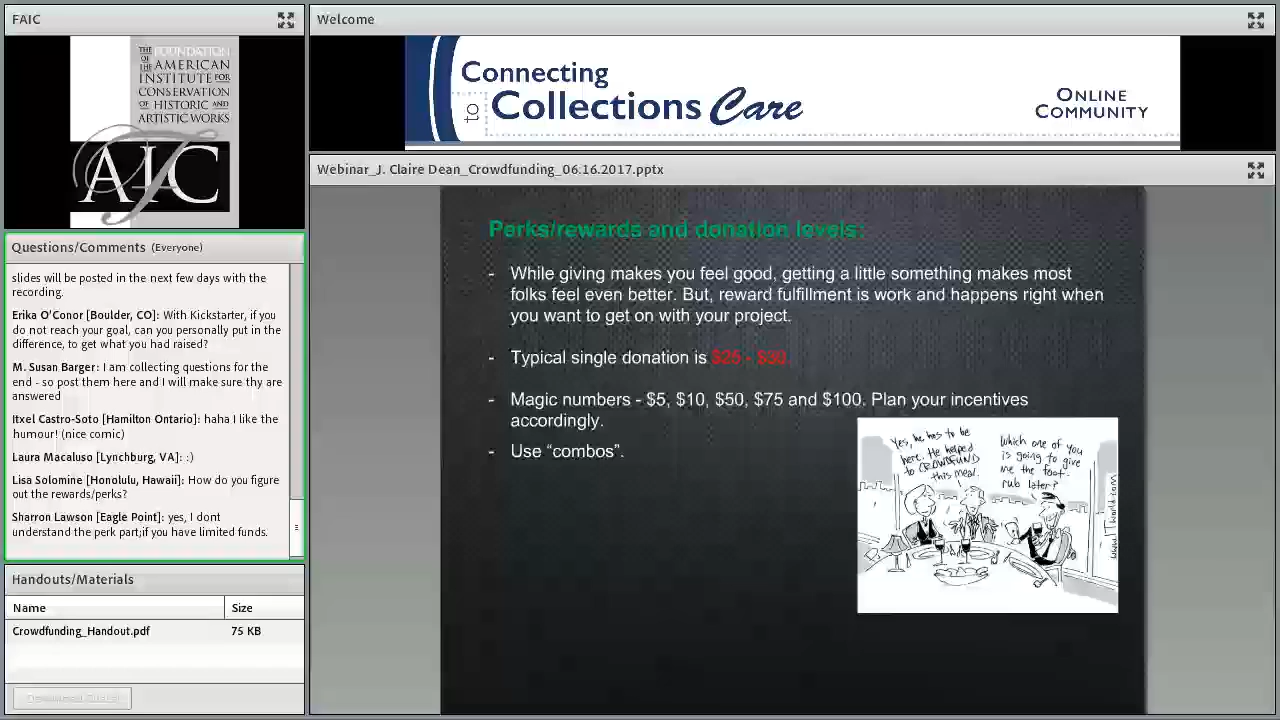 FAIC
THE FOUNDATION
OF THE AMERICAN
INSTITUTE FOR
CONSERVATION
OF HISTORIC AND
ARTISTIC WORKS
AIC
Questions/Comments (Everyone)
slides will be posted in the next few days with the
recording.
Erika O'Conor [Boulder, CO]: With Kickstarter, if you
do not reach your goal, can you personally put in the
difference, to get what you had raised?
M. Susan Barger: I am collecting questions for the
end - so post them here and I will make sure thy are
answered
Itxel Castro-Soto [Hamilton Ontario]: haha I like the
humour! (nice comic)
Laura Macaluso [Lynchburg, VA]: :)
Lisa Solomine [Honolulu, Hawaii]: How do you figure
out the rewards/perks?
Sharron Lawson [Eagle Point]: yes, I dont
understand the perk part,if you have limited funds.
Handouts/Materials
Name Size
Crowdfunding_Handout.pdf 75 KB
Welcome
Connecting
to Collections Care
ONLINE
COMMUNITY
Webinar_J. Claire Dean_Crowdfunding_06.16.2017.pptx
Perks/rewards and donation levels:
- While giving makes you feel good, getting a little something makes most
folks feel even better. But, reward fulfillment is work and happens right when
you want to get on with your project.
- Typical single donation is $25 - $30
- Magic numbers - $5, $10, $50, $75 and $100. Plan your incentives
accordingly.
- Use “combos”.
Yes, he has to be
here. He helped
to CROWDFUND
this meal.
Which one of you
is going to give
me the foot-
rub later?